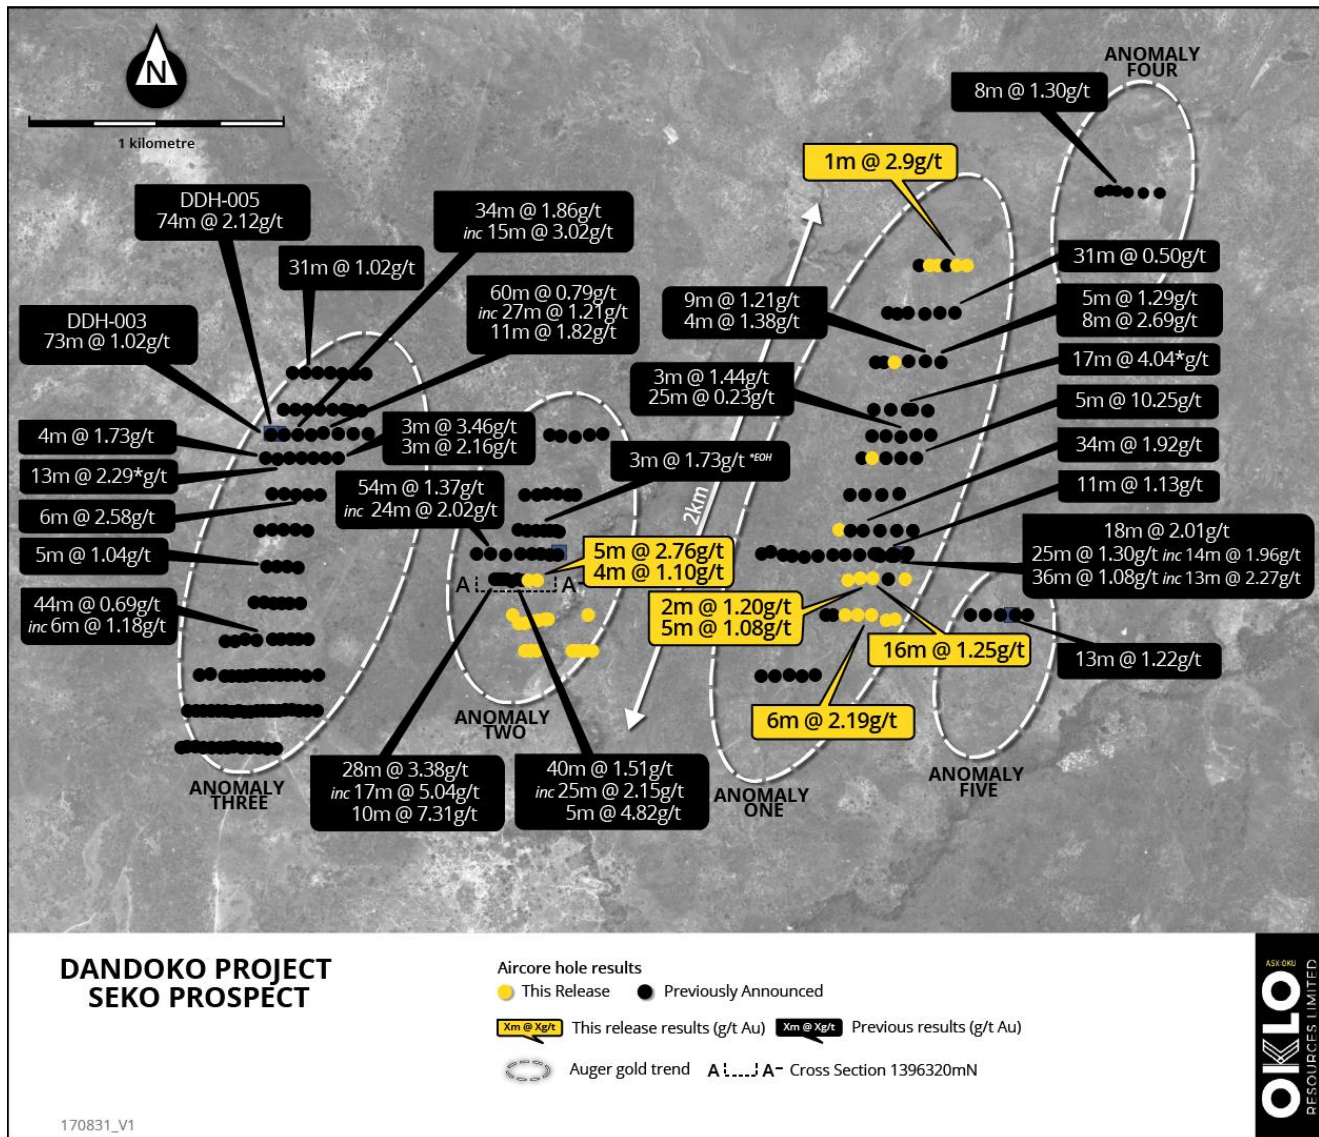 N
1 kilometre
ANOMALY
FOUR
8m @ 1.30g/t
1m @ 2.9g/t
DDH-005
74m @ 2.12g/t
34m @ 1.86g/t
inc 15m @ 3.02g/t
31m @ 1.02g/t
31m @ 0.50g/t
60m @ 0.79g/t
inc 27m @ 1.21g/t
11m @ 1.82g/t
9m @ 1.21g/t
4m @ 1.38g/t
5m @ 1.29g/t
8m @ 2.69g/t
DDH-003
73m @ 1.02g/t
17m @ 4.04*g/t
3m @ 1.44g/t
25m @ 0.23g/t
5m @ 10.25g/t
4m @ 1.73g/t
3m @ 3.46g/t
3m @ 2.16g/t
34m @ 1.92g/t
13m @ 2.29*g/t
3m @ 1.73g/t *EOH
11m @ 1.13g/t
54m @ 1.37g/t
inc 24m @ 2.02g/t
6m @ 2.58g/t
2km
18m @ 2.01g/t
25m @ 1.30g/t inc 14m @ 1.96g/t
36m @ 1.08g/t inc 13m @ 2.27g/t
5m @ 1.04g/t
5m @ 2.76g/t
4m @ 1.10g/t
A A-
44m @ 0.69g/t
inc 6m @ 1.18g/t
2m @ 1.20g/t
5m @ 1.08g/t
16m @ 1.25g/t
13m @ 1.22g/t
6m @ 2.19g/t
ANOMALY
TWO
ANOMALY
THREE
28m @ 3.38g/t
inc 17m @ 5.04g/t
10m @ 7.31g/t
40m @ 1.51g/t
inc 25m @ 2.15g/t
5m @ 4.82g/t
ANOMALY
ONE
ANOMALY
FIVE
DANDOKO PROJECT
SEKO PROSPECT
Aircore hole results
This Release Previously Announced
Xm @ Xg/t This release results (g/t Au) Xm @ Xg/t Previous results (g/t Au)
Auger gold trend A A- Cross Section 1396320mN
170831_V1
ASX:OKU
OKLO
RESOURCES LIMITED